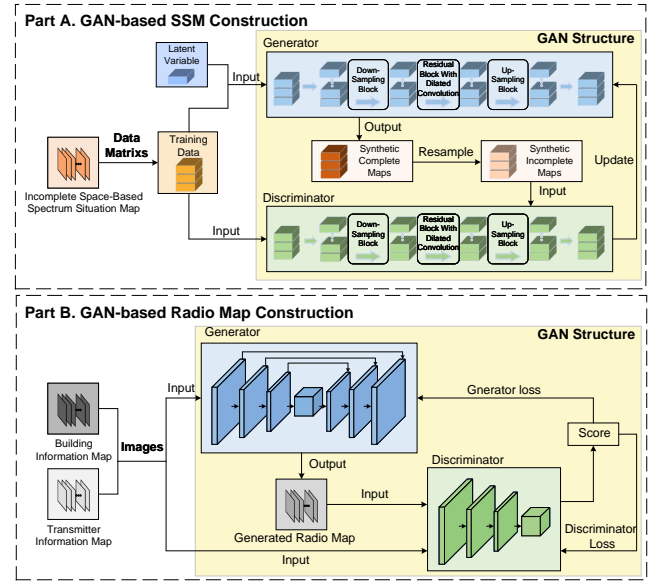 Part A. GAN-based SSM Construction
GAN Structure
Latent
Variable
Generator
Input
Down-
Sampling
Block
Residual
Block With
Dilated
Convolution
Up-
Sampling
Block
Output
Data
Matrixs
Training
Data
Synthetic
Complete
Maps
Resample
Synthetic
Incomplete
Maps
Update
Incomplete Space-Based
Spectrum Situation Map
Input
Discriminator
Input
Down-
Sampling
Block
Residual
Block With
Dilated
Convolution
Up-
Sampling
Block
Part B. GAN-based Radio Map Construction
Generator
GAN Structure
Input
Gnerator loss
Building
Information Map
Images
Score
Output
Discriminator
Input
Transmitter
Information Map
Generated Radio Map
Input
Discriminator
Loss